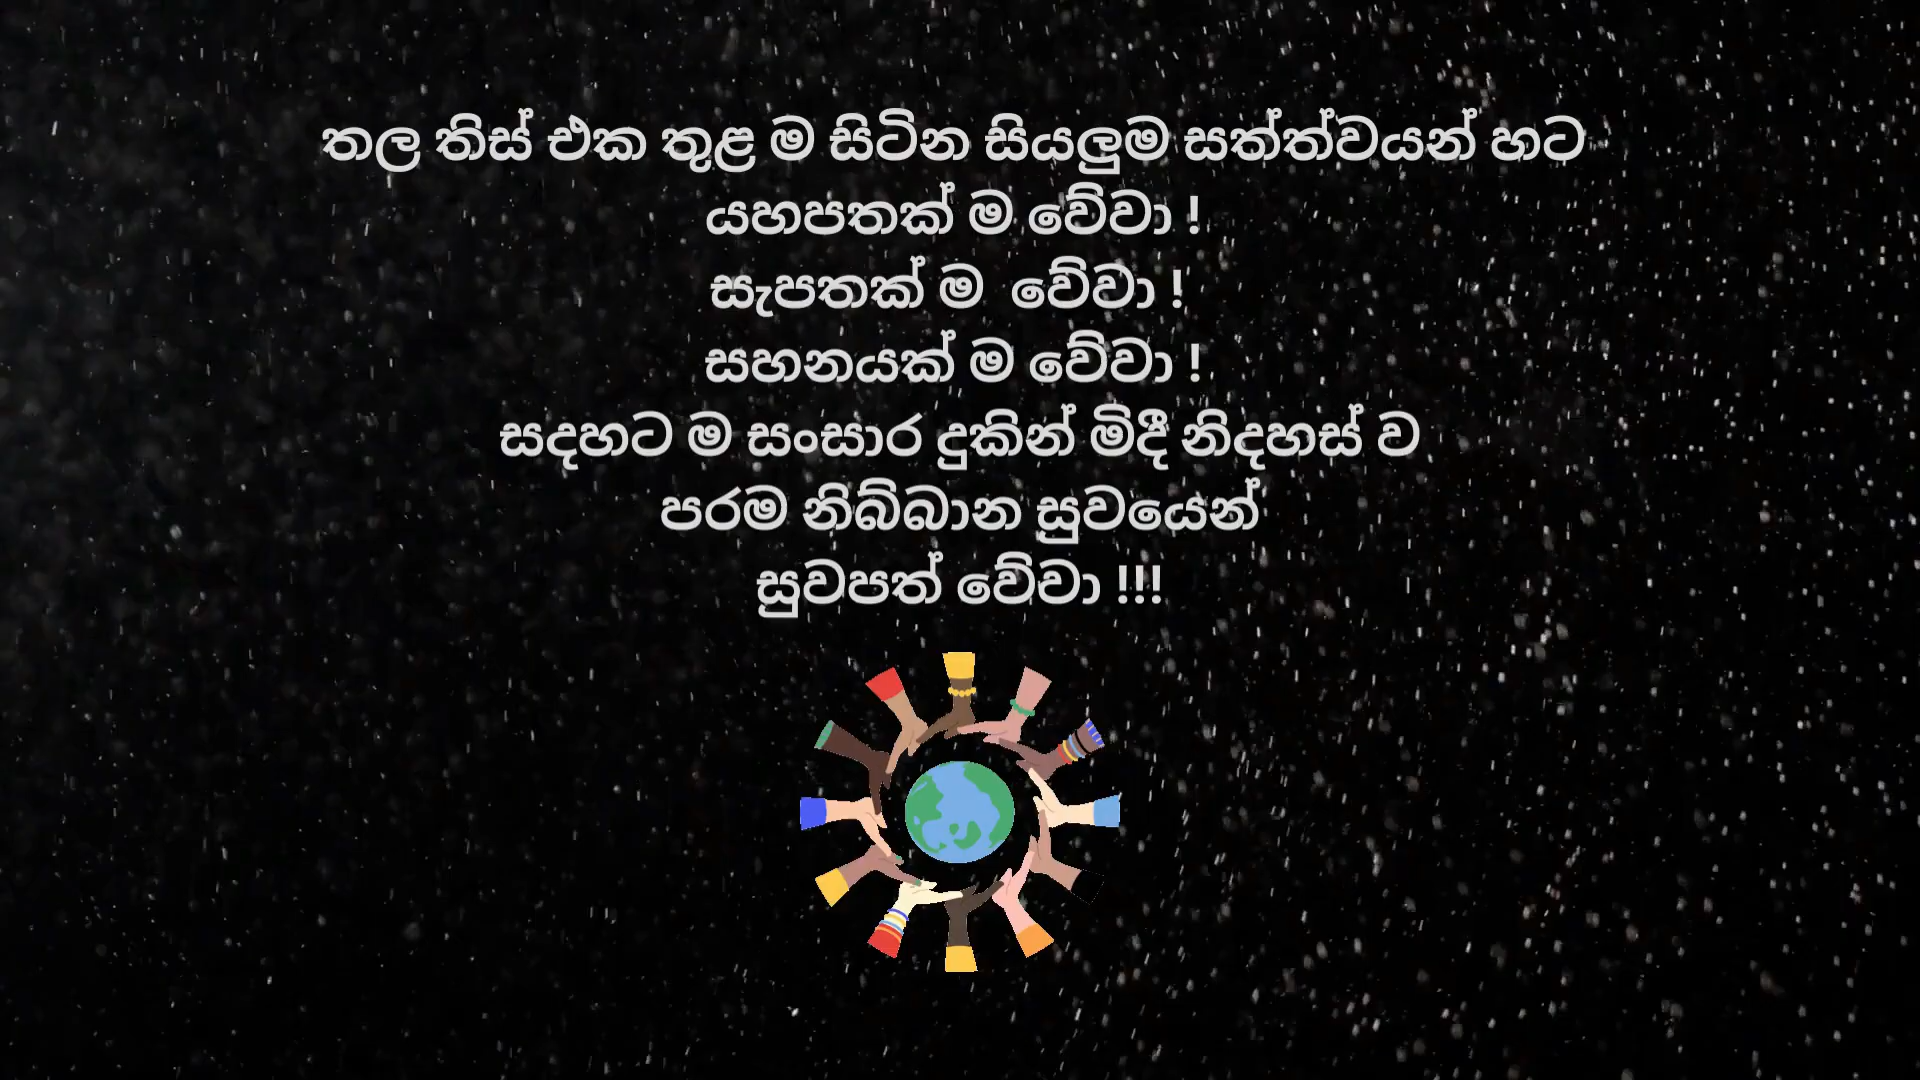 තල තිස් එක තුළ ම සිටින සියලුම සත්ත්වයන් හට
යහපතක් ම වේවා !
සැපතක් ම  වේවා !
සහනයක් ම වේවා !
සදහට ම සංසාර දුකින් මිදී නිදහස් ව
පරම නිබ්බාන සුවයෙන්
සුවපත් වේවා !!!